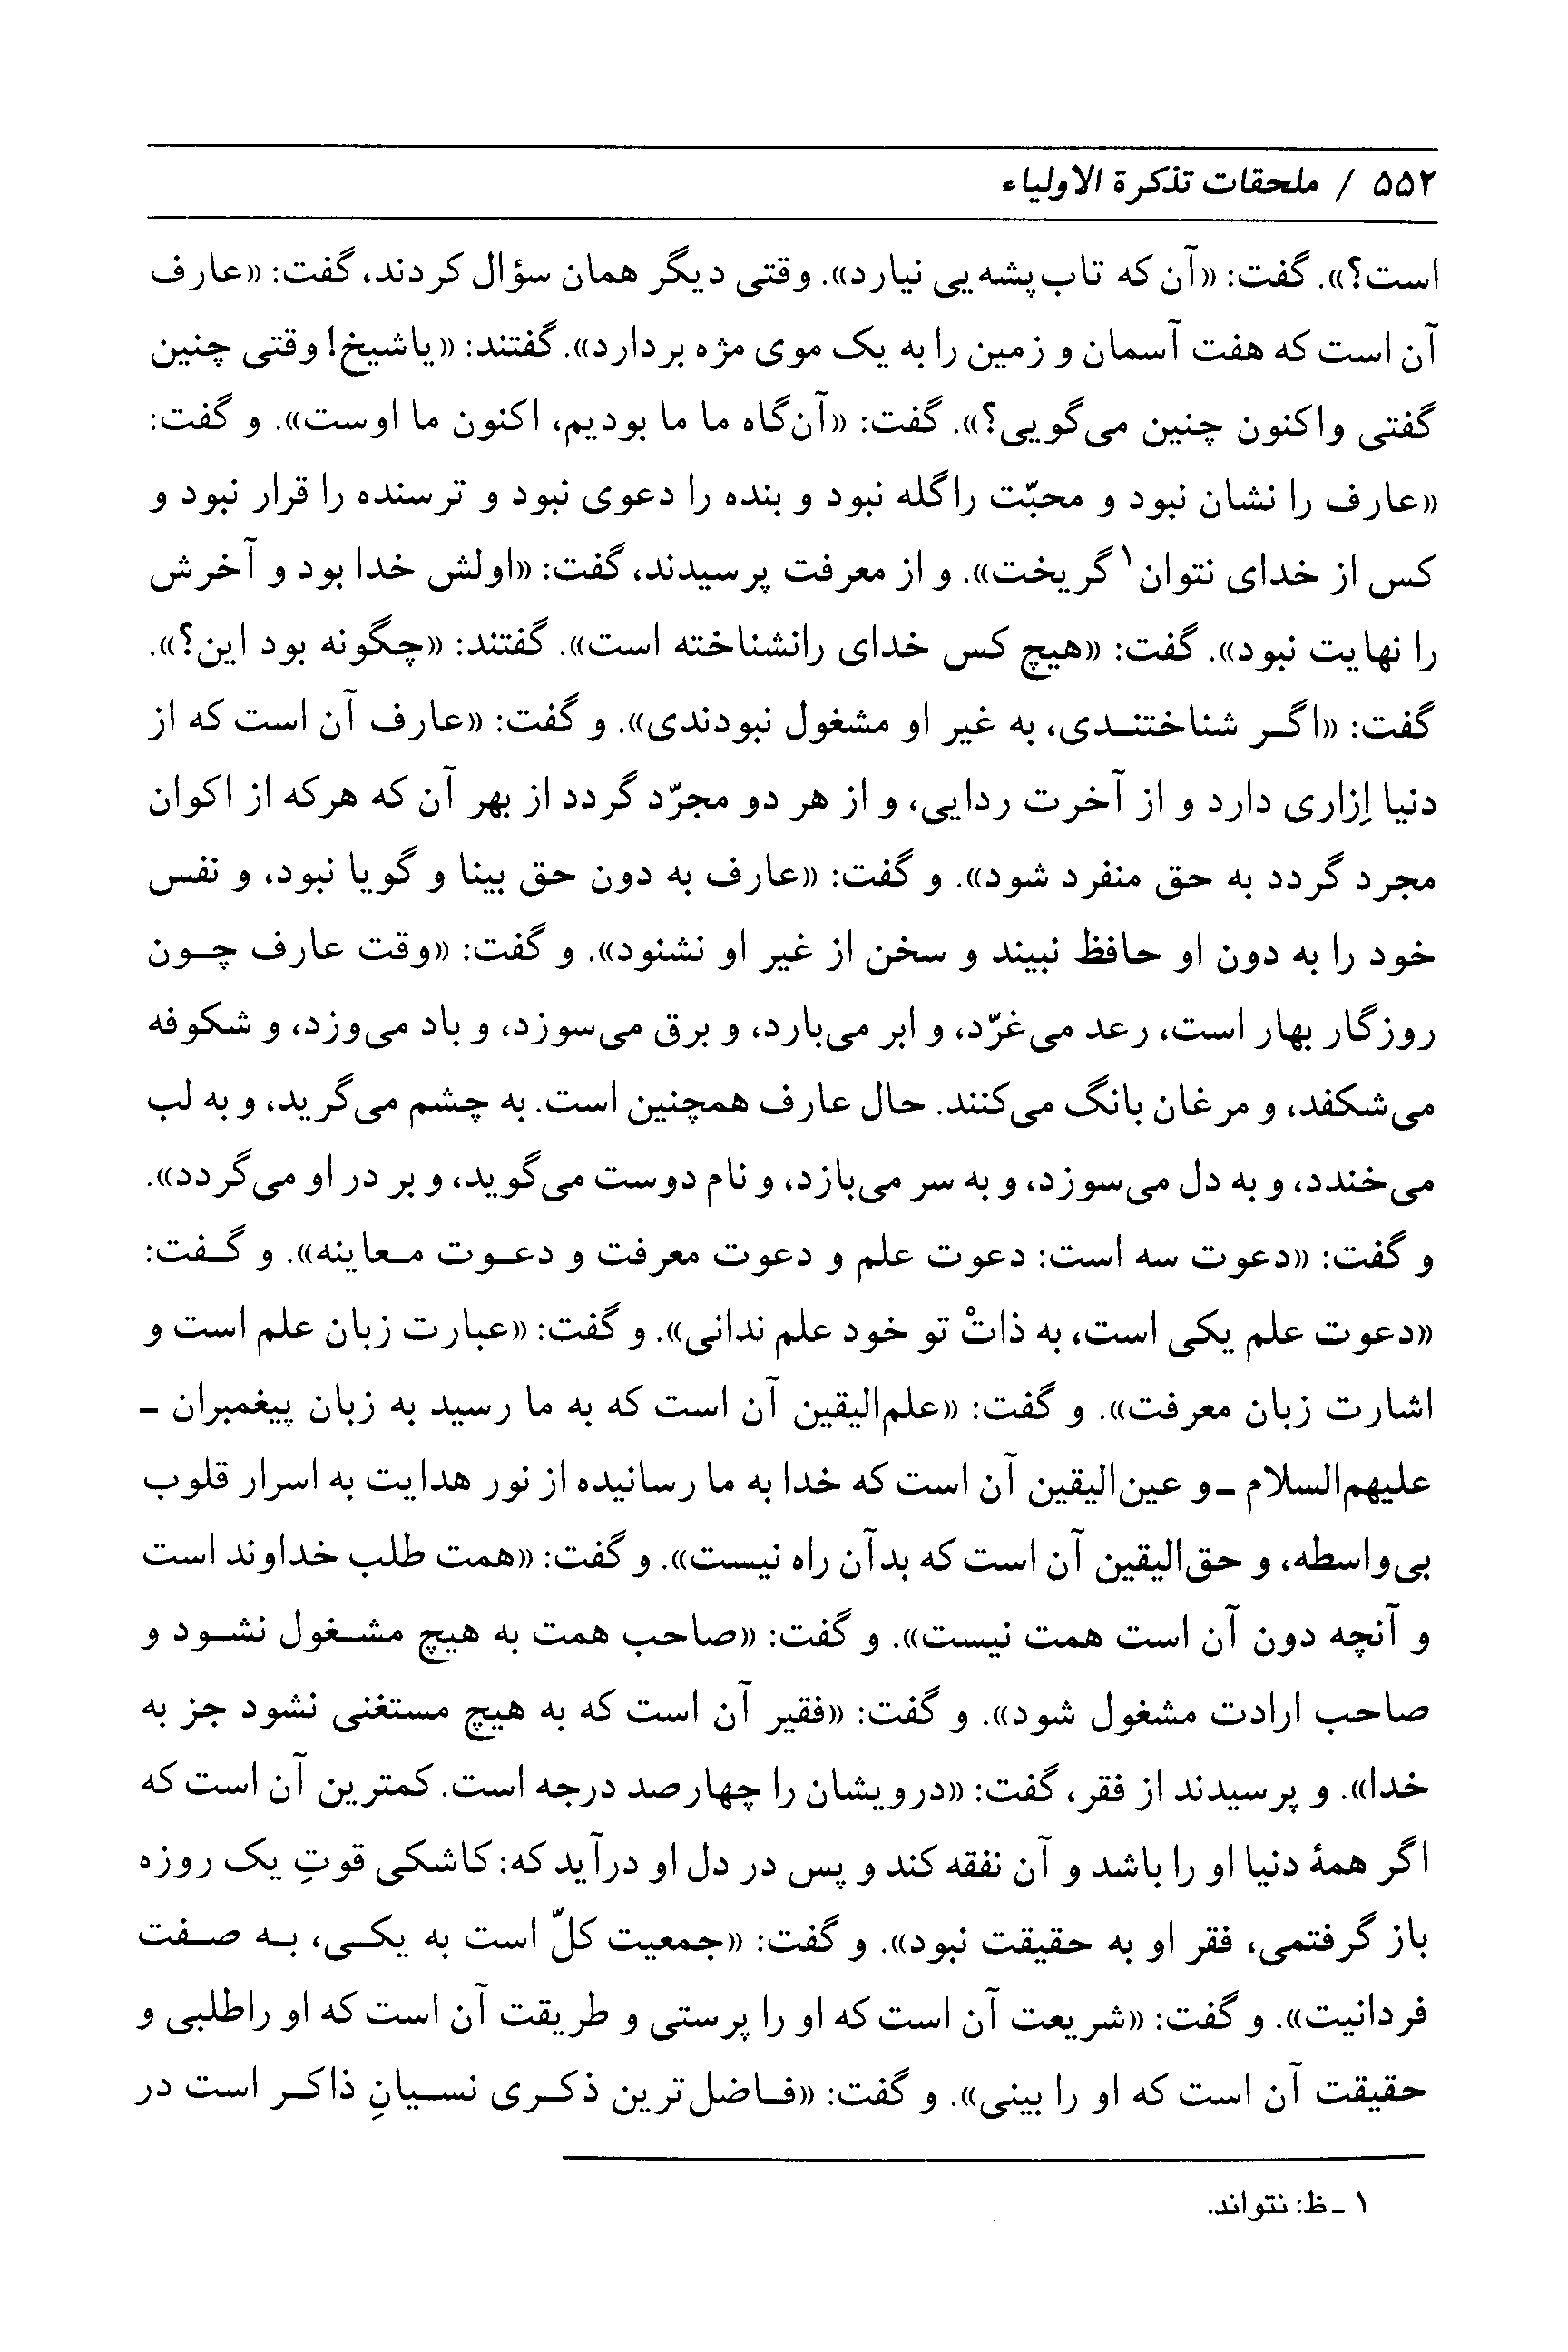 ۵۵۲ / ملحقات تذکرة الاولیاء
است؟». گفت: «آن که تاب پشه‌یی نیارد». وقتی دیگر همان سؤال کردند، گفت: «عارف
آن است که هفت آسمان و زمین را به یک موی مژه بردارد». گفتند: «یاشیخ! وقتی چنین
گفتی واکنون چنین می‌گویی؟». گفت: «آن‌گاه ما ما بودیم، اکنون ما اوست». و گفت:
«عارف را نشان نبود و محبّت را گله نبود و بنده را دعوی نبود و ترسنده را قرار نبود و
کس از خدای نتوان۱ گریخت». و از معرفت پرسیدند، گفت: «اولش خدا بود و آخرش
را نهایت نبود». گفت: «هیچ کس خدای رانشناخته است». گفتند: «چگونه بود این؟».
گفت: «اگر شناختندی، به غیر او مشغول نبودندی». و گفت: «عارف آن است که از
دنیا اِزاری دارد و از آخرت ردایی، و از هر دو مجرّد گردد از بهر آن که هرکه از اکوان
مجرد گردد به حق منفرد شود». و گفت: «عارف به دون حق بینا و گویا نبود، و نفس
خود را به دون او حافظ نبیند و سخن از غیر او نشنود». و گفت: «وقت عارف چون
روزگار بهار است، رعد می‌غرّد، و ابر می‌بارد، و برق می‌سوزد، و باد می‌وزد، و شکوفه
می‌شکفد، و مرغان بانگ می‌کنند. حال عارف همچنین است. به چشم می‌گرید، و به لب
می‌خندد، و به دل می‌سوزد، و به سر می‌بازد، و نام دوست می‌گوید، و بر در او می‌گردد».
و گفت: «دعوت سه است: دعوت علم و دعوت معرفت و دعوت معاینه». و گفت:
«دعوت علم یکی است، به ذاتْ تو خود علم ندانی». و گفت: «عبارت زبان علم است و
اشارت زبان معرفت». و گفت: «علم‌الیقین آن است که به ما رسید به زبان پیغمبران ـ
علیهم‌السلام ـ و عین‌الیقین آن است که خدا به ما رسانیده از نور هدایت به اسرار قلوب
بی‌واسطه، و حق‌الیقین آن است که بدآن راه نیست». و گفت: «همت طلب خداوند است
و آنچه دون آن است همت نیست». و گفت: «صاحب همت به هیچ مشغول نشود و
صاحب ارادت مشغول شود». و گفت: «فقیر آن است که به هیچ مستغنی نشود جز به
خدا». و پرسیدند از فقر، گفت: «درویشان را چهارصد درجه است. کمترین آن است که
اگر همهٔ دنیا او را باشد و آن نفقه کند و پس در دل او درآید که: کاشکی قوتِ یک روزه
باز گرفتمی، فقر او به حقیقت نبود». و گفت: «جمعیت کلّ است به یکی، به صفت
فردانیت». و گفت: «شریعت آن است که او را پرستی و طریقت آن است که او راطلبی و
حقیقت آن است که او را بینی». و گفت: «فاضل‌ترین ذکری نسیانِ ذاکر است در
۱ ـ ظ: نتواند.